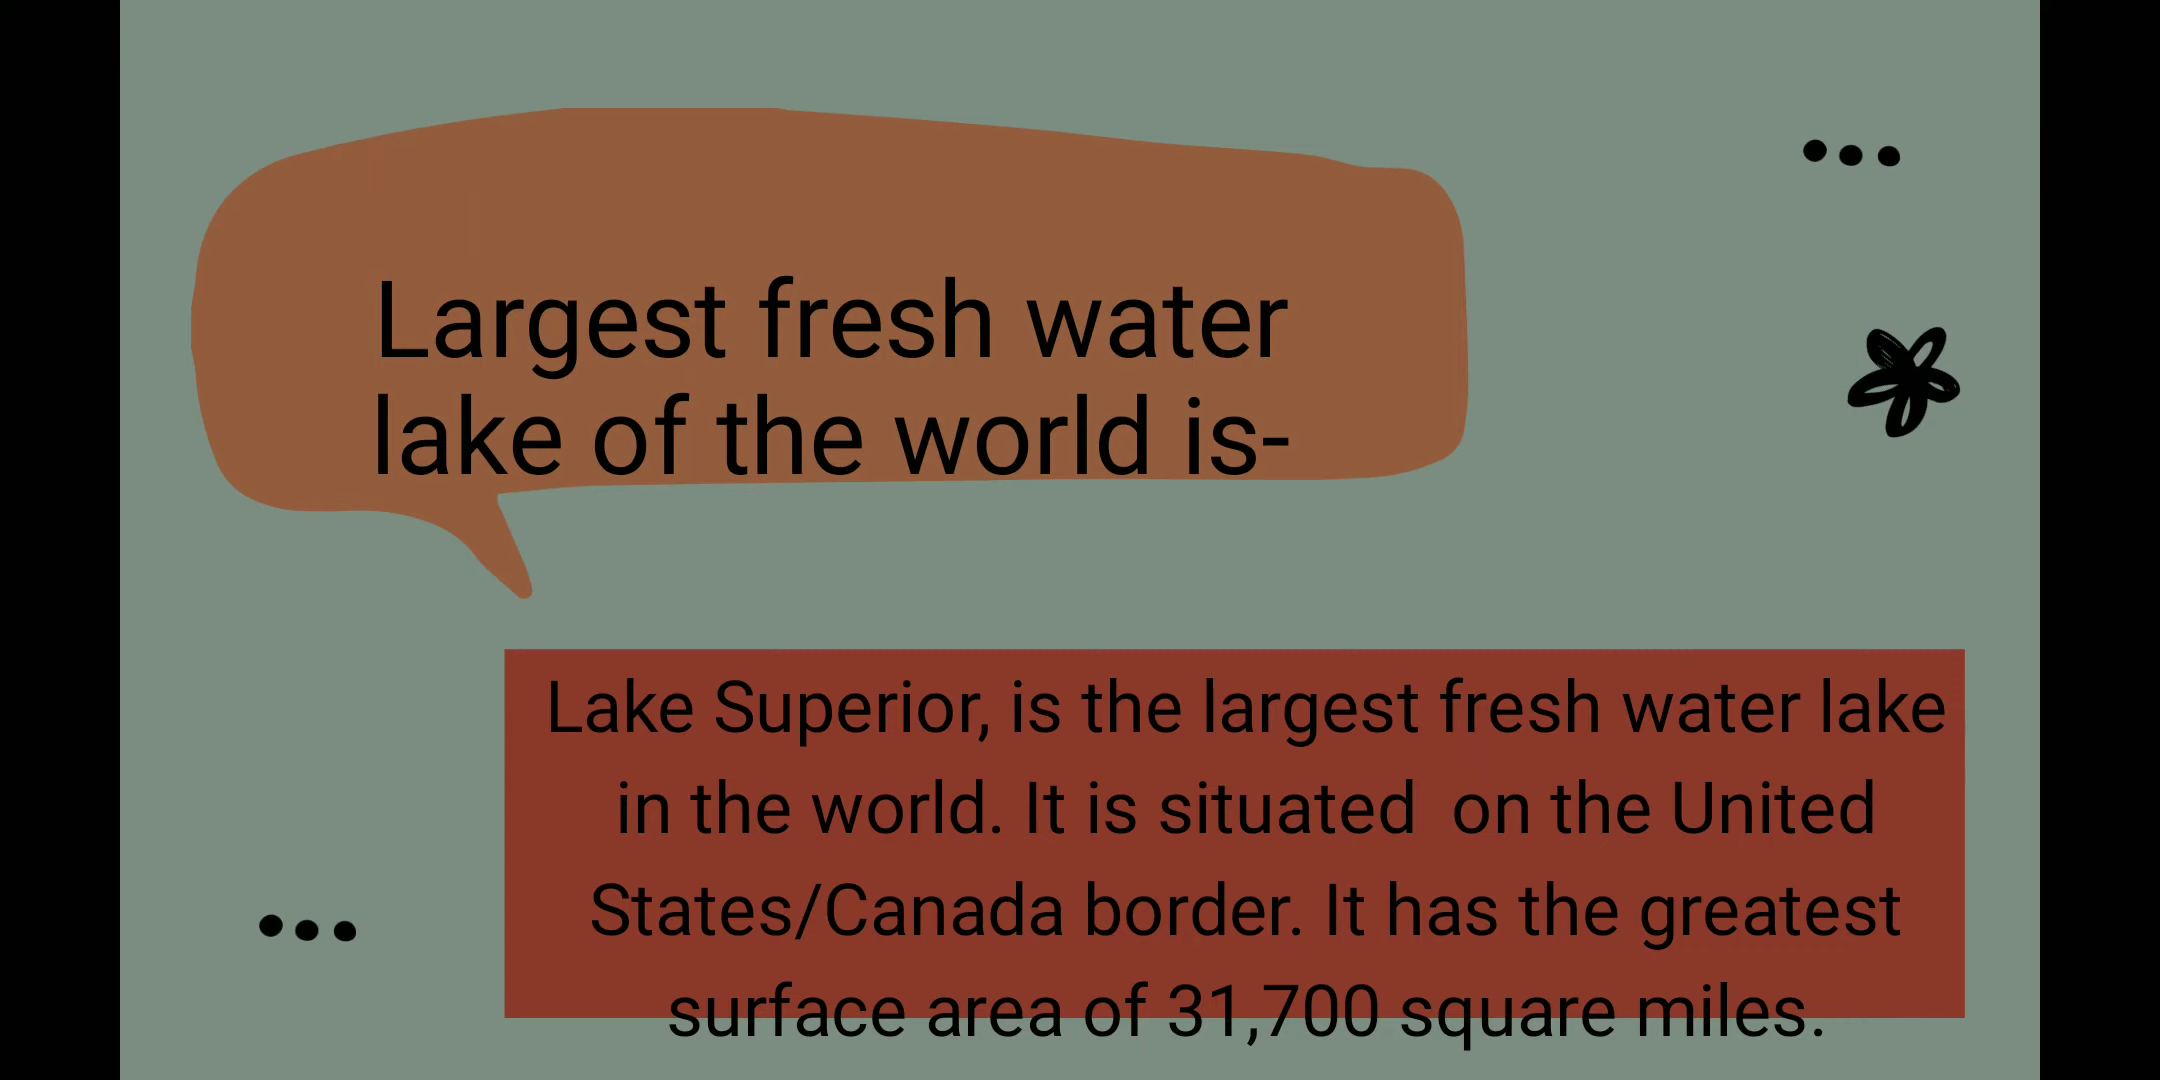 Largest fresh water
lake of the world is-
Lake Superior, is the largest fresh water lake
in the world. It is situated  on the United
States/Canada border. It has the greatest
surface area of 31,700 square miles.